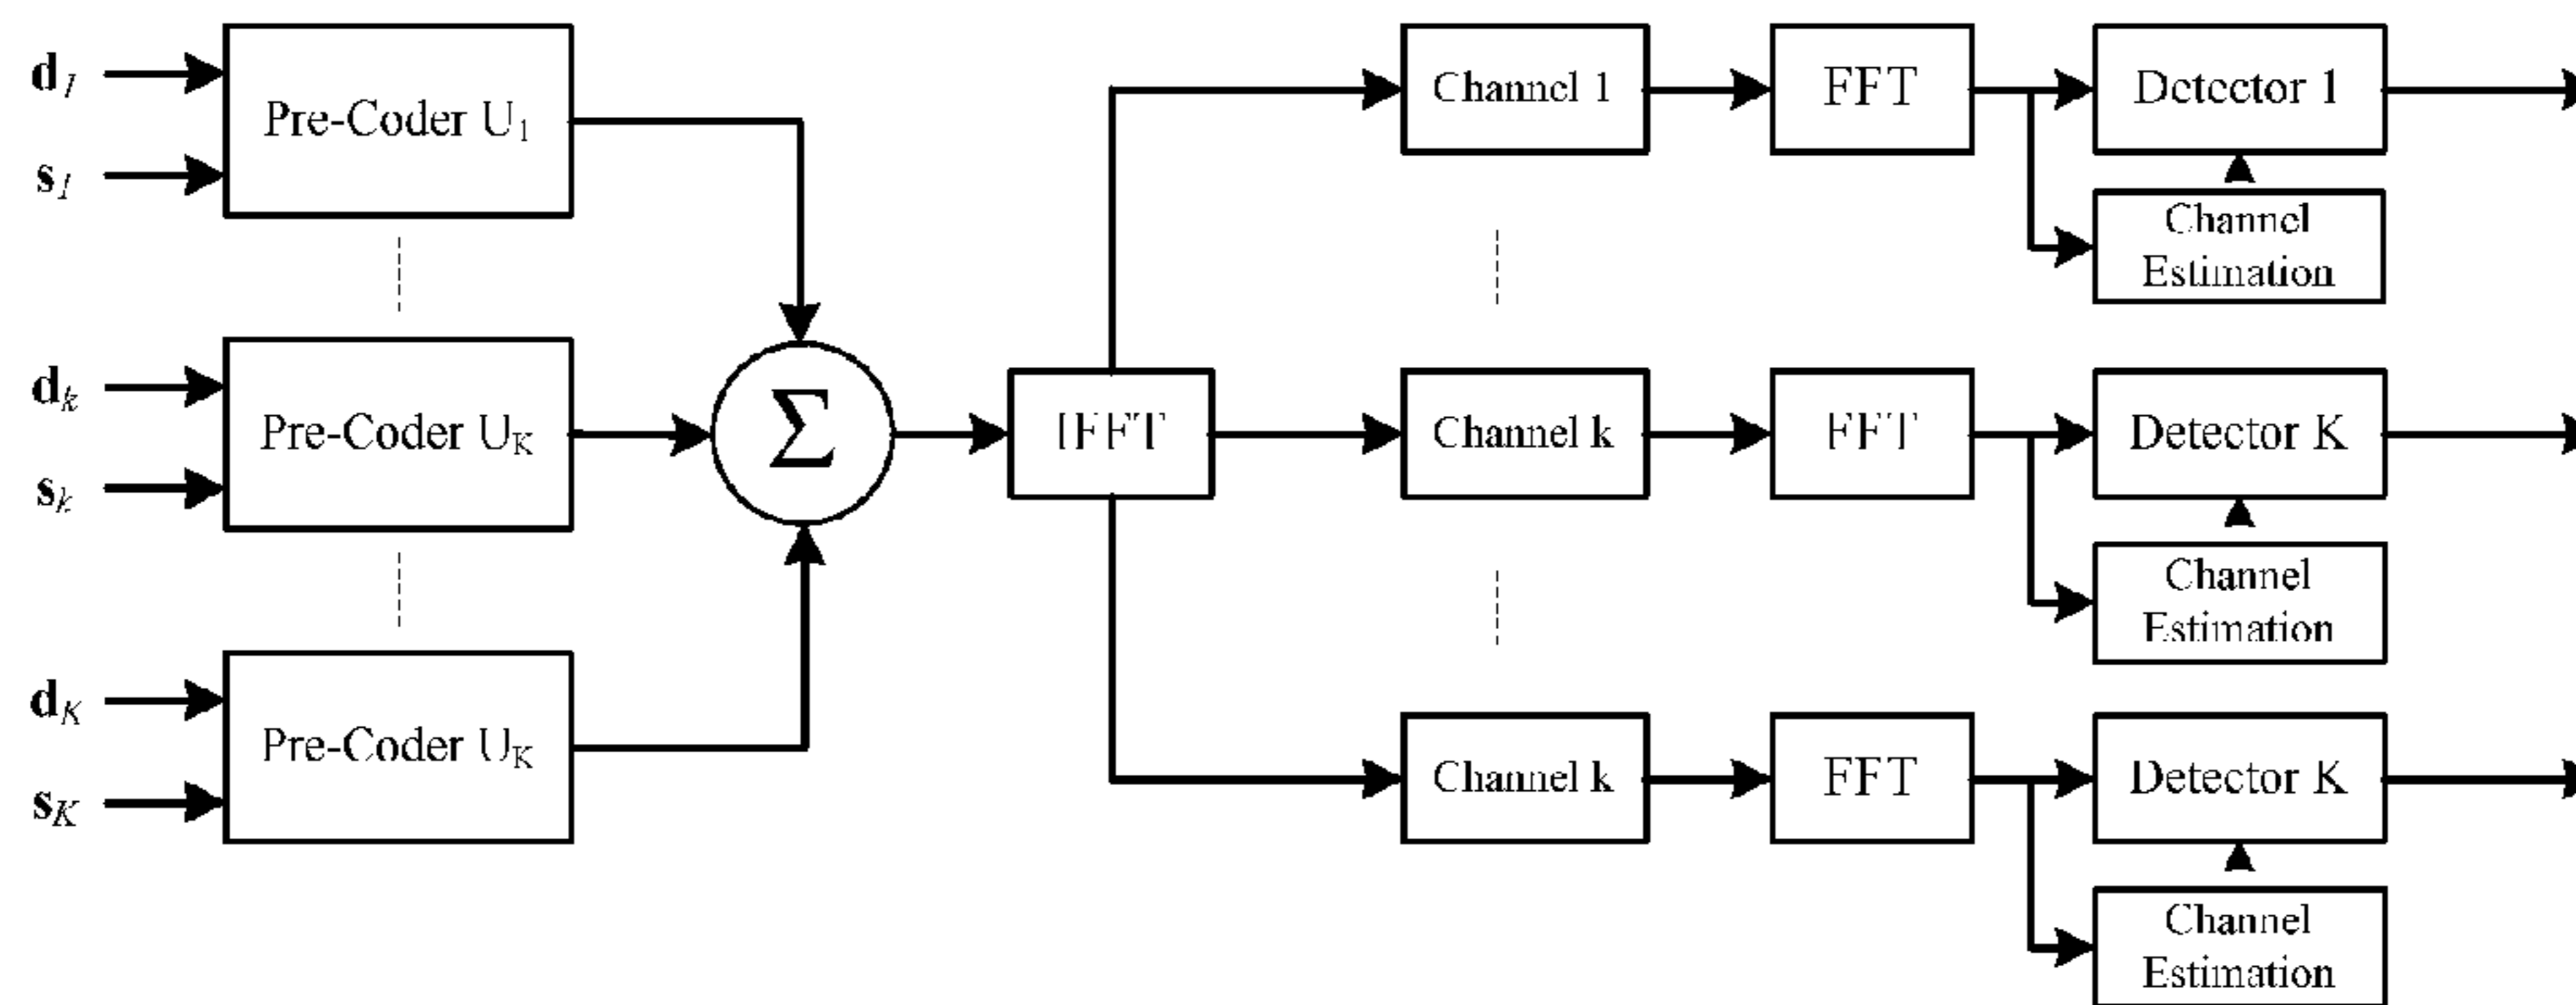 d1
s1
Pre-Coder U1
dk
sk
Pre-Coder UK
dK
sK
Pre-Coder UK
Σ
IFFT
Channel 1
FFT
Detector 1
Channel
Estimation
Channel k
FFT
Detector K
Channel
Estimation
Channel k
FFT
Detector K
Channel
Estimation